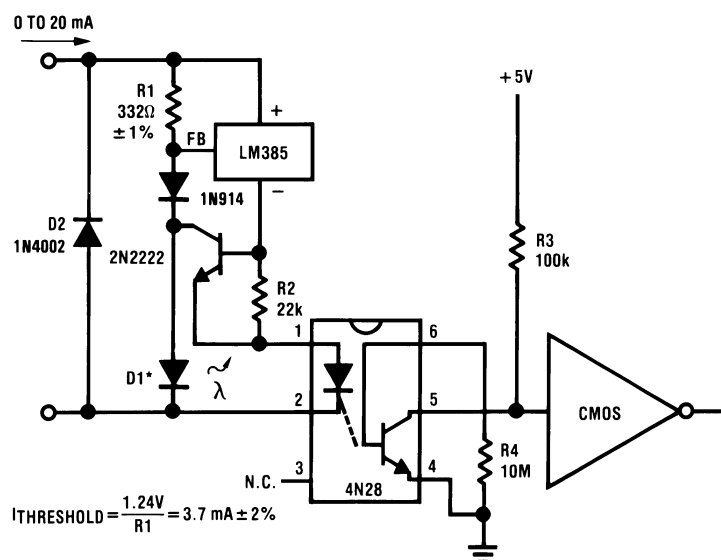 0 TO 20 mA
R1
332Ω
±1%
FB
+
LM385
−
+5V
1N914
D2
1N4002
2N2222
R2
22k
R3
100k
1
6
D1*
λ
2
5
CMOS
3
N.C.
4
4N28
R4
10M
ITHRESHOLD = 1.24V
R1
= 3.7 mA ± 2%